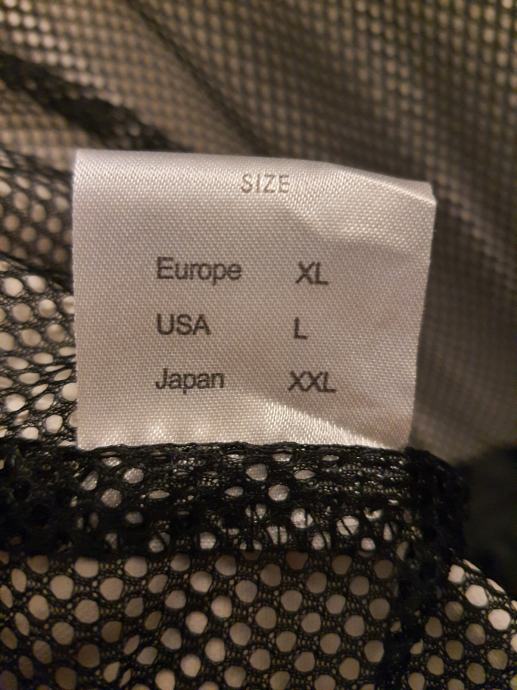 SIZE
Europe XL
USA L
Japan XXL